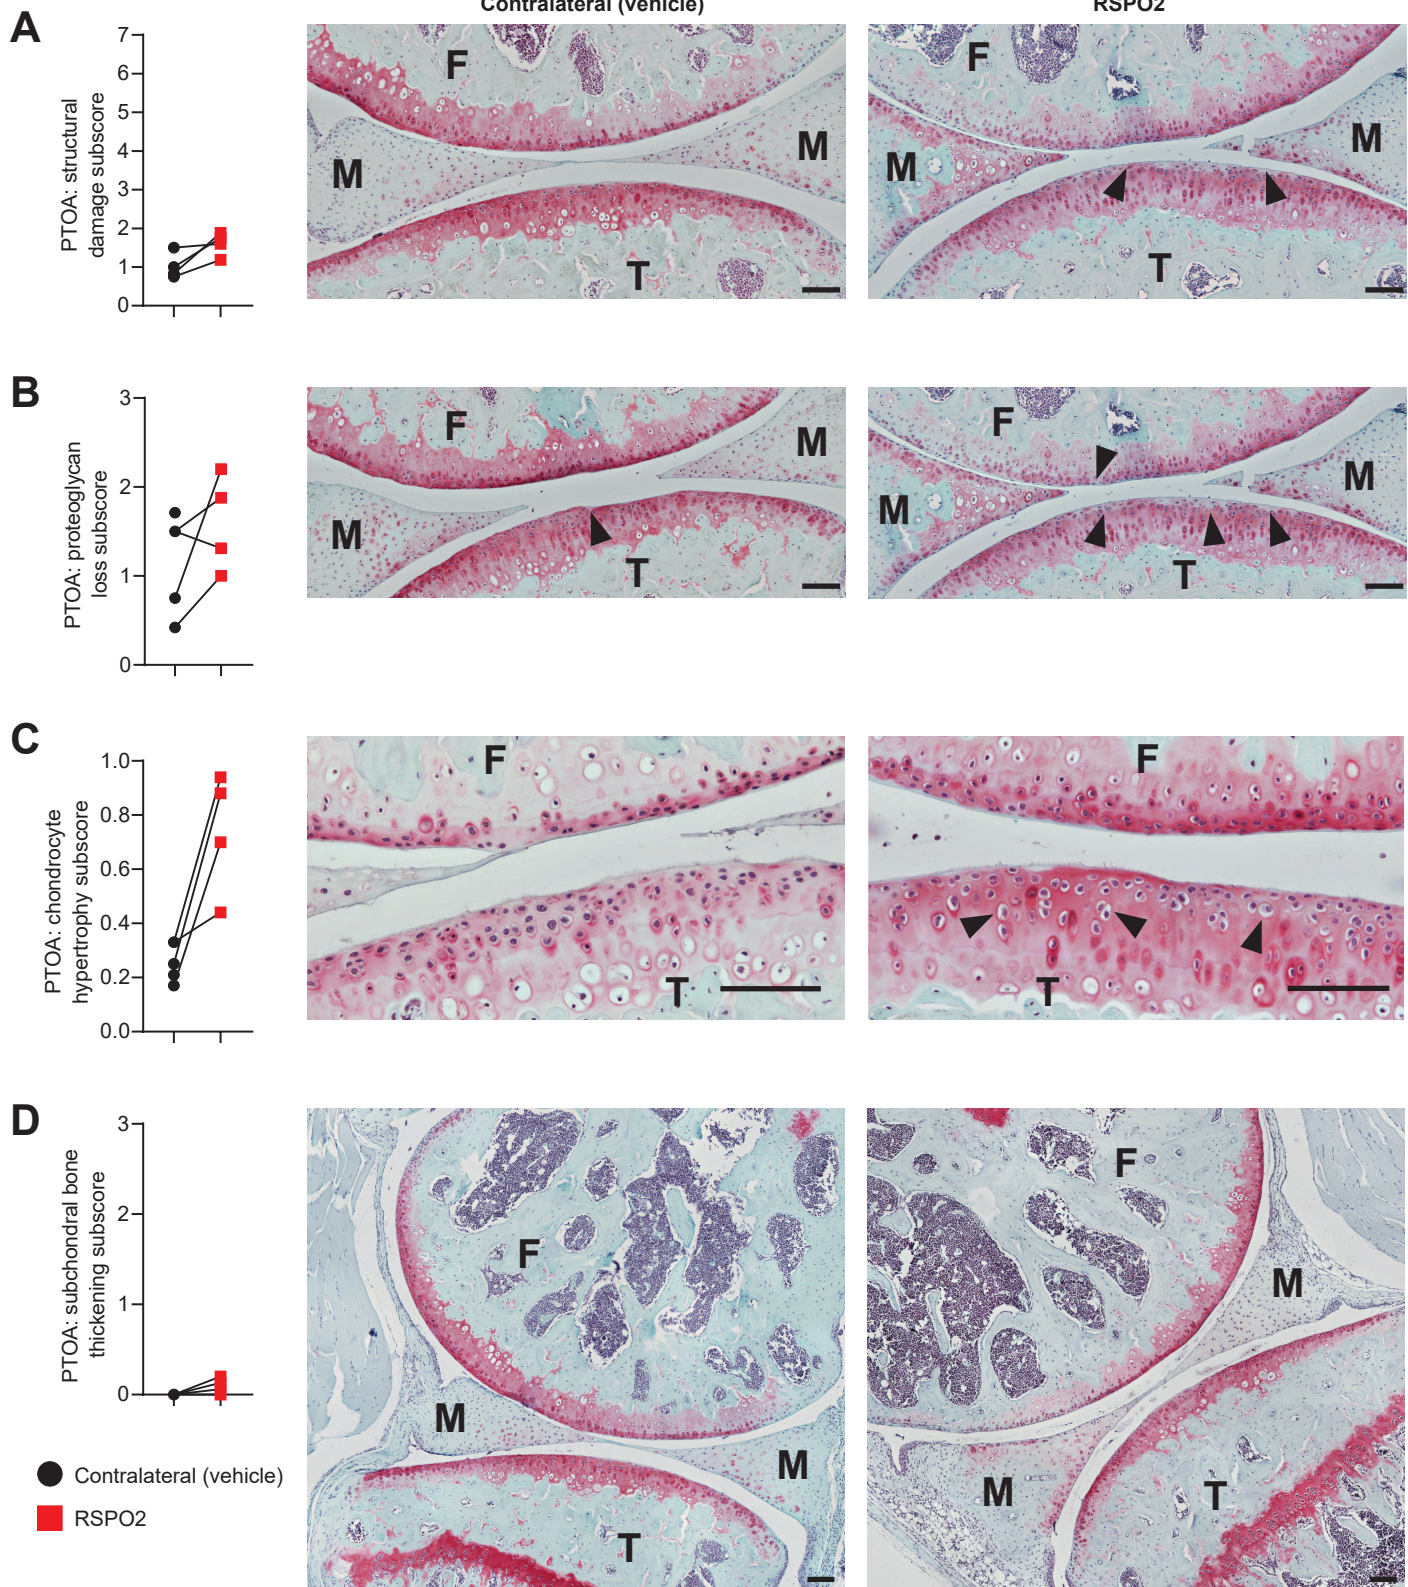 Contralateral (vehicle)
RSPO2
A
PTOA: structural
damage subscore
7
6
5
4
3
2
1
0
F
M
M
T
F
M
M
T
B
PTOA: proteoglycan
loss subscore
3
2
1
0
F
M
M
T
F
M
M
T
C
PTOA: chondrocyte
hypertrophy subscore
1.0
0.8
0.6
0.4
0.2
0.0
F
T
F
T
D
PTOA: subchondral bone
thickening subscore
3
2
1
0
F
M
M
T
F
M
M
T
Contralateral (vehicle)
RSPO2